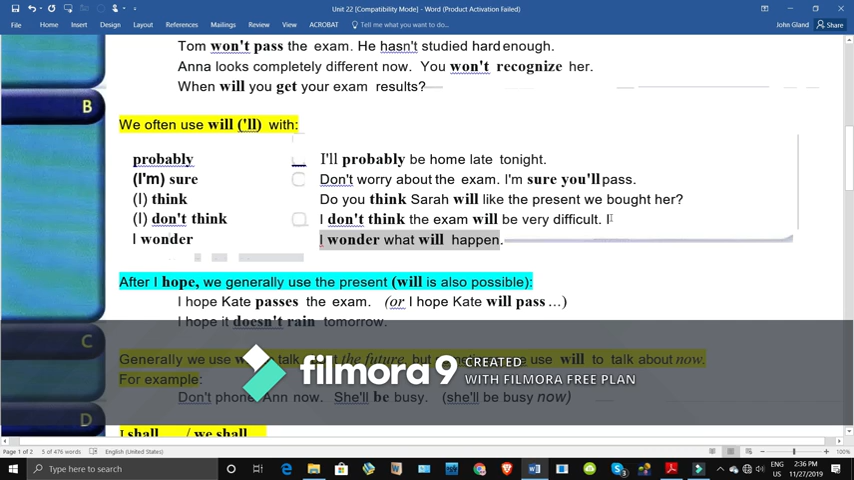 Unit 22 [Compatibility Mode] - Word (Product Activation Failed)
File Home Insert Design Layout References Mailings Review View ACROBAT Tell me what you want to do... John Gland Share
Tom won't pass the exam. He hasn't studied hard enough.
Anna looks completely different now. You won't recognize her.
When will you get your exam results?
B
We often use will ('ll) with:
probably I'll probably be home late tonight.
(I'm) sure Don't worry about the exam. I'm sure you'll pass.
(I) think Do you think Sarah will like the present we bought her?
(I) don't think I don't think the exam will be very difficult. I
I wonder I wonder what will happen.
After I hope, we generally use the present (will is also possible):
I hope Kate passes the exam. (or I hope Kate will pass ...)
I hope it doesn't rain tomorrow.
C
Generally we use talk the future, but use will to talk about now.
filmora 9 CREATED WITH FILMORA FREE PLAN
For example:
Don't phone Ann now. She'll be busy. (she'll be busy now)
D
I shall ... / we shall
Page 1 of 2 5 of 476 words English (United States) 100%
Type here to search ENG US 2:36 PM 11/27/2019